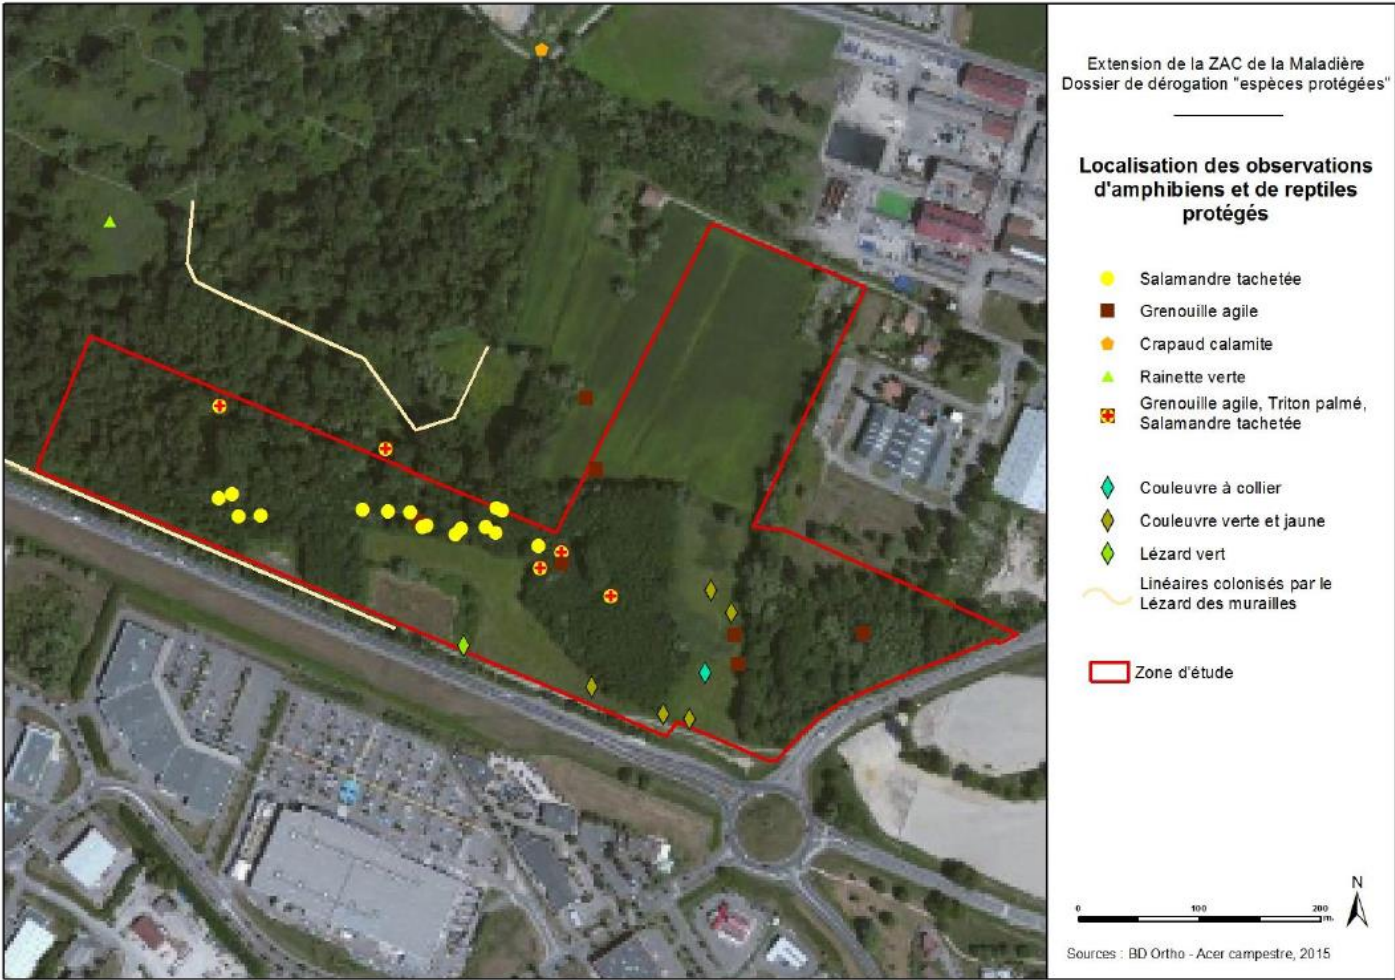 Extension de la ZAC de la Maladière
Dossier de dérogation "espèces protégées"
Localisation des observations
d'amphibiens et de reptiles
protégés
Salamandre tachetée
Grenouille agile
Crapaud calamite
Rainette verte
Grenouille agile, Triton palmé,
Salamandre tachetée
Couleuvre à collier
Couleuvre verte et jaune
Lézard vert
Linéaires colonisés par le
Lézard des murailles
Zone d'étude
N
0 100 200
m.
Sources : BD Ortho - Acer campestre, 2015